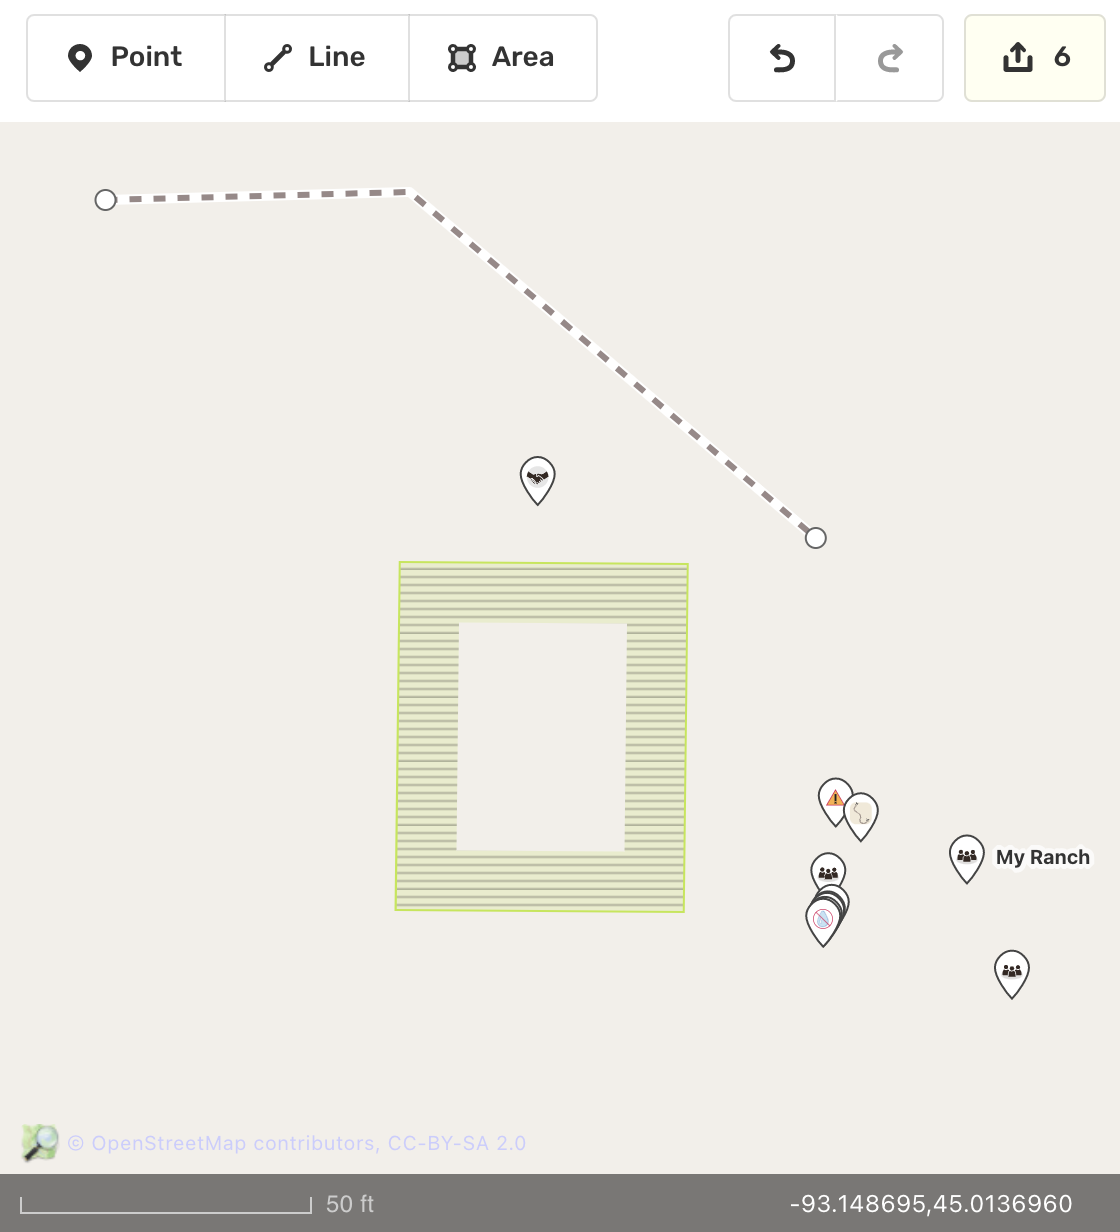 Point
Line
Area
6
My Ranch
© OpenStreetMap contributors, CC-BY-SA 2.0
50 ft
-93.148695,45.0136960